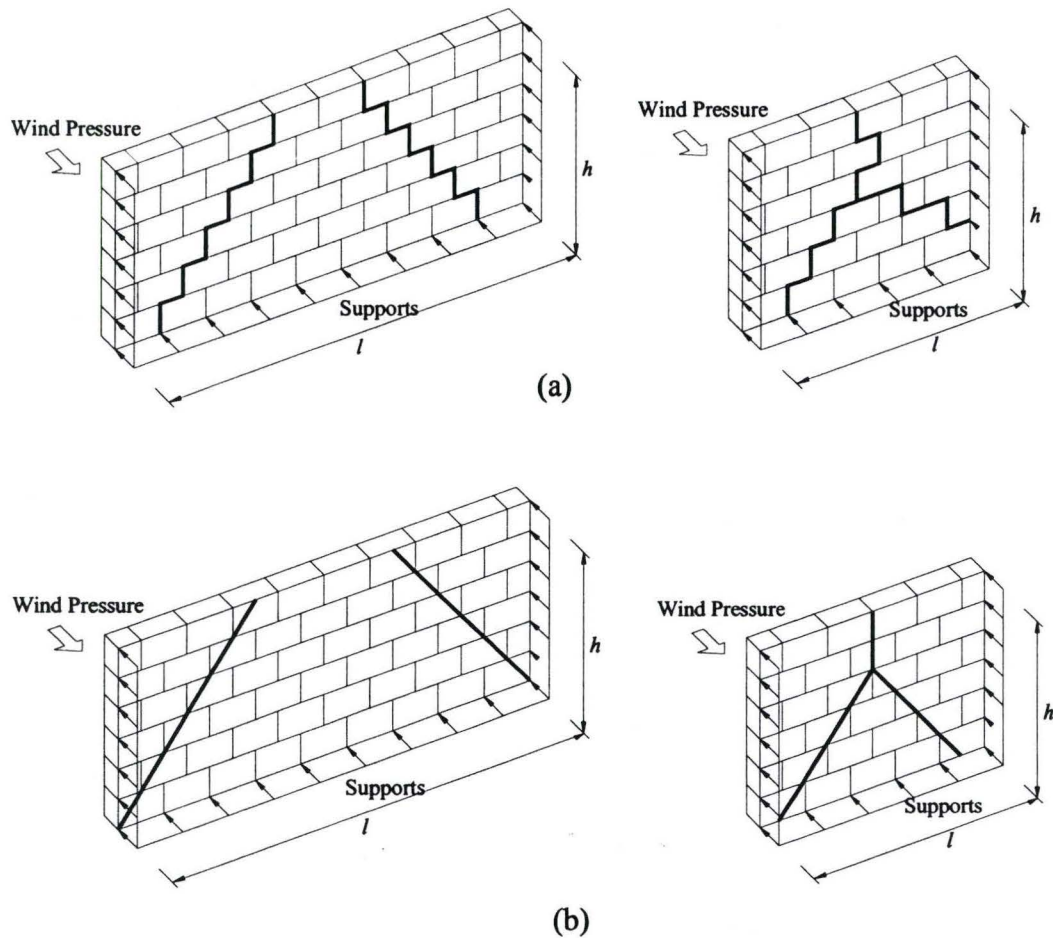 Wind Pressure
h
Supports
l
Wind Pressure
h
Supports
l
(a)
Wind Pressure
h
Supports
l
Wind Pressure
h
Supports
l
(b)